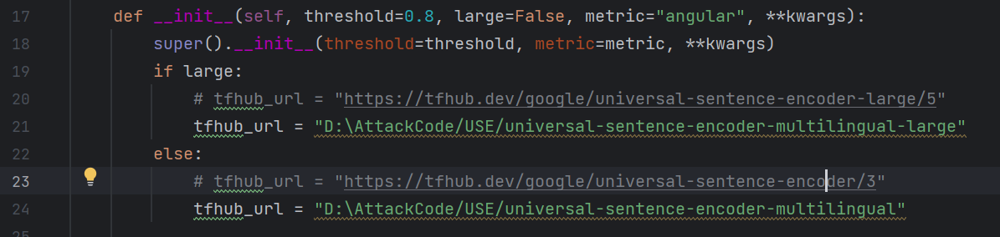 17 def __init__(self, threshold=0.8, large=False, metric="angular", **kwargs):
18 super().__init__(threshold=threshold, metric=metric, **kwargs)
19 if large:
20 # tfhub_url = "https://tfhub.dev/google/universal-sentence-encoder-large/5"
21 tfhub_url = "D:\AttackCode/USE/universal-sentence-encoder-multilingual-large"
22 else:
23 # tfhub_url = "https://tfhub.dev/google/universal-sentence-encoder/3"
24 tfhub_url = "D:\AttackCode/USE/universal-sentence-encoder-multilingual"
25